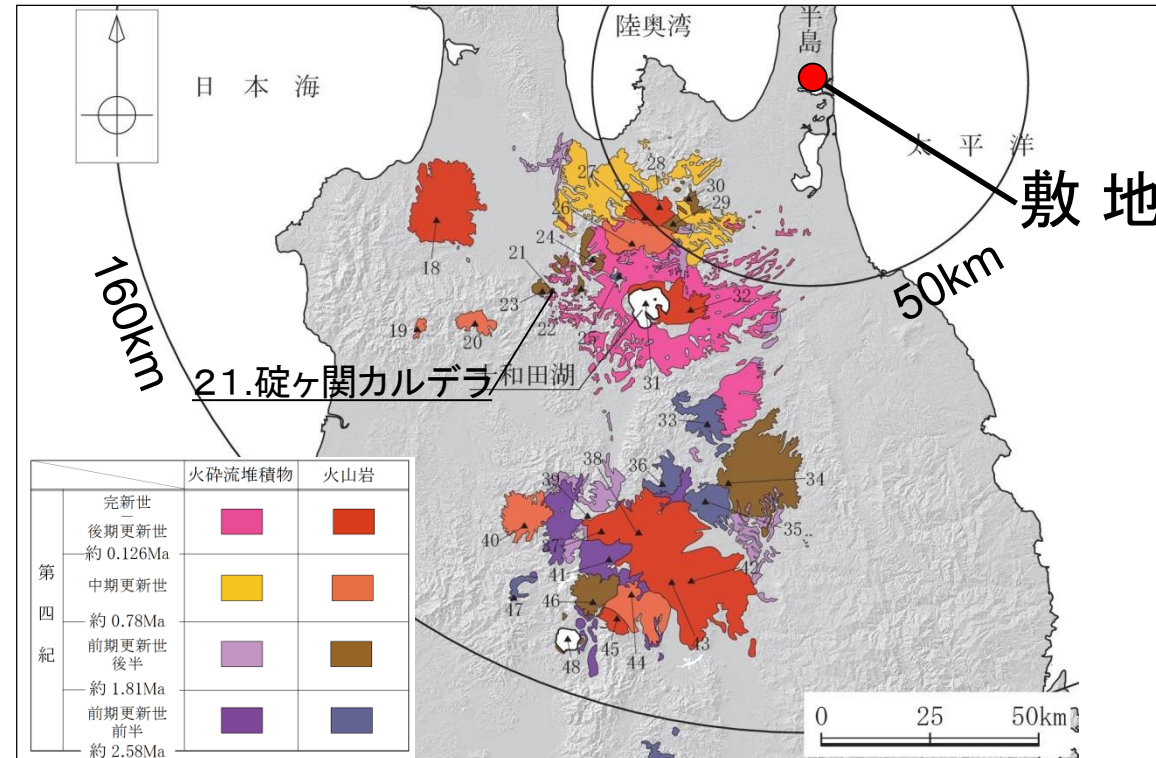 陸奥湾
半島
日本海
太平洋
敷地
28
27
30
29
26
24
18
21
23
22
32
25
19
20
31
160km
50km
21.碇ヶ関カルデラ
十和田湖
33
34
35
36
38
39
37
40
41
42
47
46
45
44
43
48
火砕流堆積物 火山岩
第四紀
完新世
―
後期更新世
約 0.126Ma
中期更新世
約 0.78Ma
前期更新世
後半
約 1.81Ma
前期更新世
前半
約 2.58Ma
0 25 50km